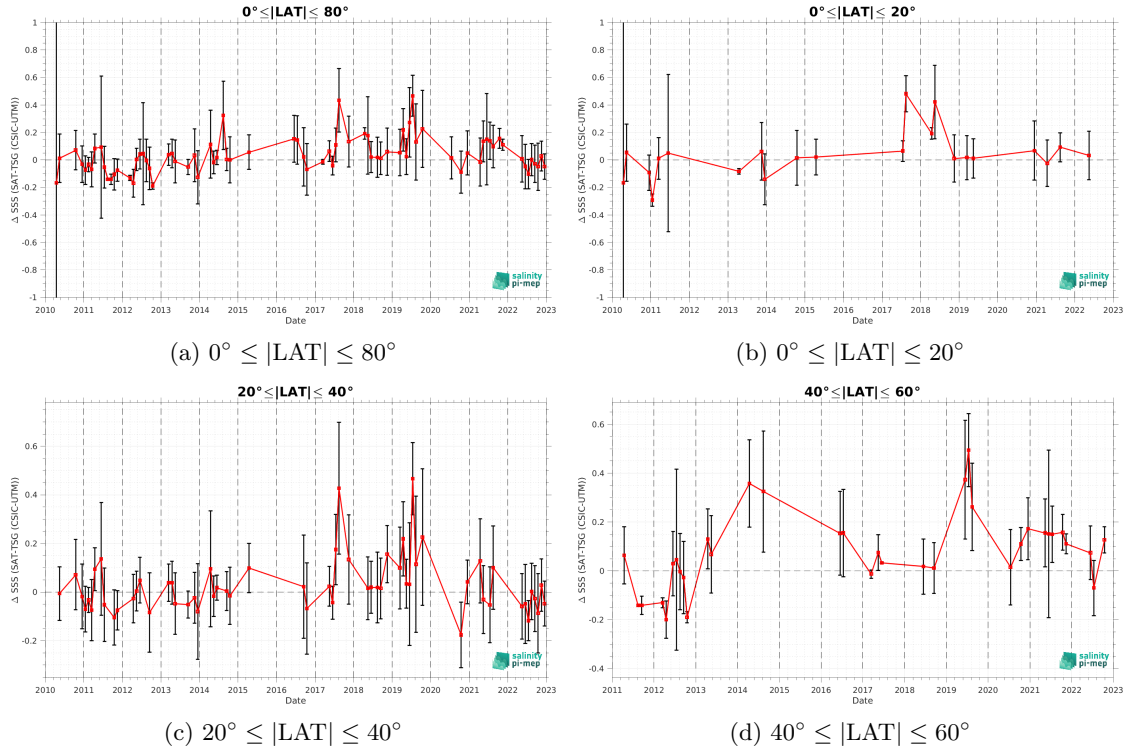 0°≤|LAT|≤ 80°
Δ SSS (SAT-TSG (CSIC-UTM))
1
0.8
0.6
0.4
0.2
0
-0.2
-0.4
-0.6
-0.8
-1
2010 2011 2012 2013 2014 2015 2016 2017 2018 2019 2020 2021 2022 2023
Date
salinity
pi-mep
(a) 0° ≤ |LAT| ≤ 80°
0°≤|LAT|≤ 20°
Δ SSS (SAT-TSG (CSIC-UTM))
1
0.8
0.6
0.4
0.2
0
-0.2
-0.4
-0.6
-0.8
-1
2010 2011 2012 2013 2014 2015 2016 2017 2018 2019 2020 2021 2022 2023
Date
salinity
pi-mep
(b) 0° ≤ |LAT| ≤ 20°
20°≤|LAT|≤ 40°
Δ SSS (SAT-TSG (CSIC-UTM))
0.6
0.4
0.2
0
-0.2
2010 2011 2012 2013 2014 2015 2016 2017 2018 2019 2020 2021 2022 2023
Date
salinity
pi-mep
(c) 20° ≤ |LAT| ≤ 40°
40°≤|LAT|≤ 60°
Δ SSS (SAT-TSG (CSIC-UTM))
0.6
0.4
0.2
0
-0.2
-0.4
2011 2012 2013 2014 2015 2016 2017 2018 2019 2020 2021 2022 2023
Date
salinity
pi-mep
(d) 40° ≤ |LAT| ≤ 60°